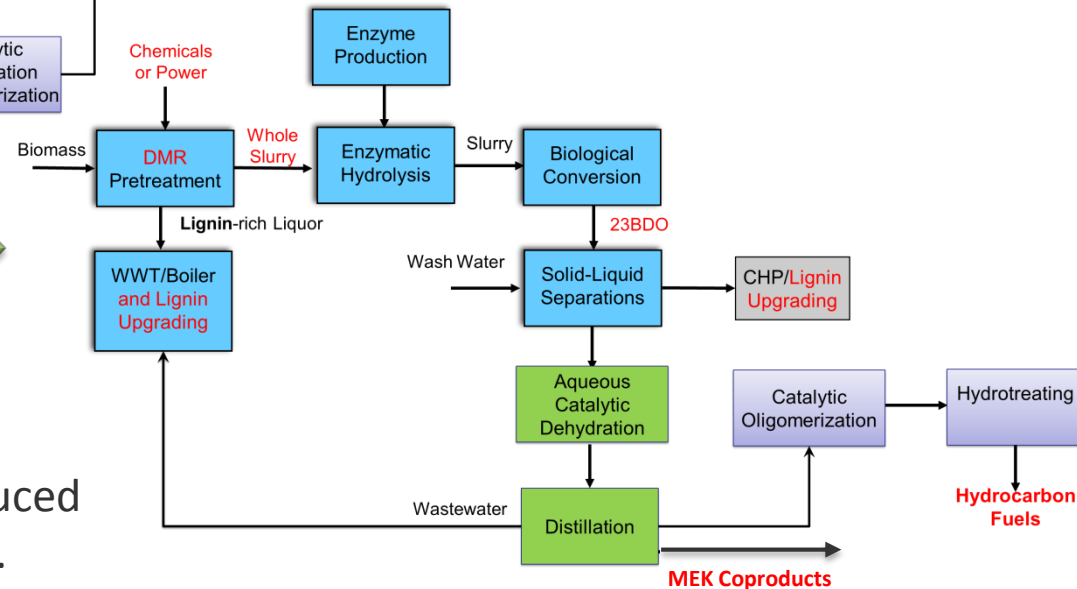 Enzyme
Production
Chemicals
or Power
Biomass
DMR
Pretreatment
Whole
Slurry
Enzymatic
Hydrolysis
Slurry
Biological
Conversion
Lignin-rich Liquor
23BDO
WWT/Boiler
and Lignin
Upgrading
Wash Water
Solid-Liquid
Separations
CHP/Lignin
Upgrading
Aqueous
Catalytic
Dehydration
Catalytic
Oligomerization
Hydrotreating
Wastewater
Distillation
Hydrocarbon
Fuels
MEK Coproducts